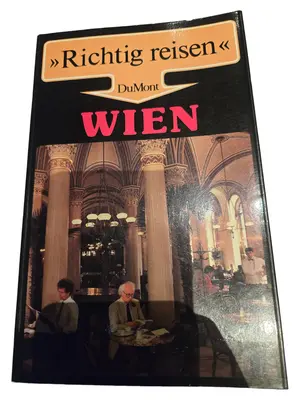 »Richtig reisen«
DuMont
WIEN